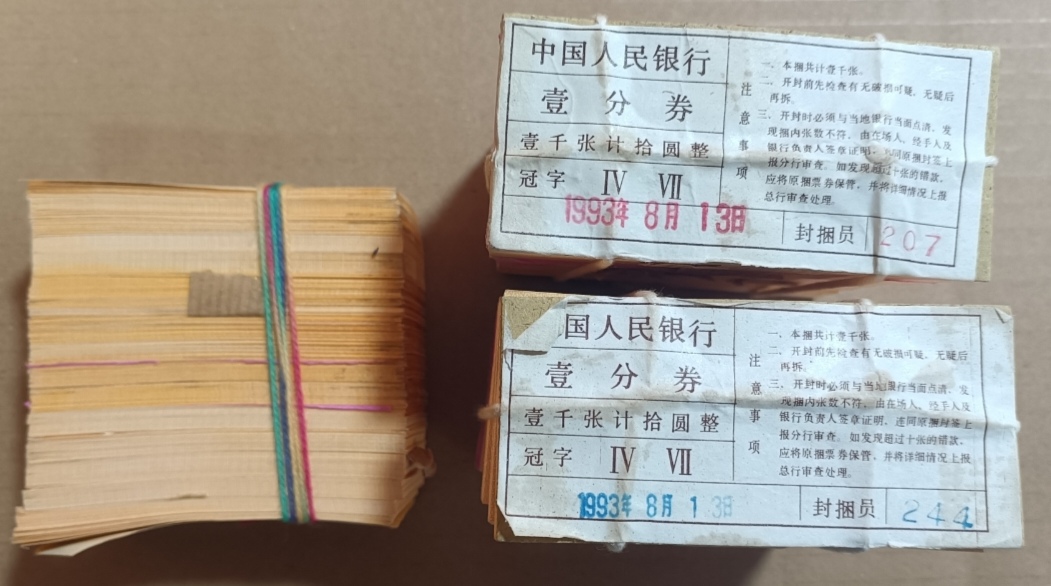 中国人民银行
壹分券
壹千张计拾圆整
冠字 Ⅳ Ⅶ
1993年8月13日
注意事项
一、本捆共计壹千张。
二、开封前先检查有无破损可疑，无疑后
再拆。
三、开封时必须与当地银行当面点清，发
现捆内张数不符，由在场人、经手人及
银行负责人签章证明，连同原捆封签上
报分行审查。如发现超过十张的错款，
应将原捆票券保管，并将详细情况上报
总行审查处理。
封捆员 207
国人民银行
壹分券
壹千张计拾圆整
冠字 Ⅳ Ⅶ
1993年8月13日
注意事项
一、本捆共计壹千张。
二、开封前先检查有无破损可疑，无疑后
再拆。
三、开封时必须与当地银行当面点清，发
现捆内张数不符，由在场人、经手人及
银行负责人签章证明，连同原捆封签上
报分行审查。如发现超过十张的错款，
应将原捆票券保管，并将详细情况上报
总行审查处理。
封捆员 244